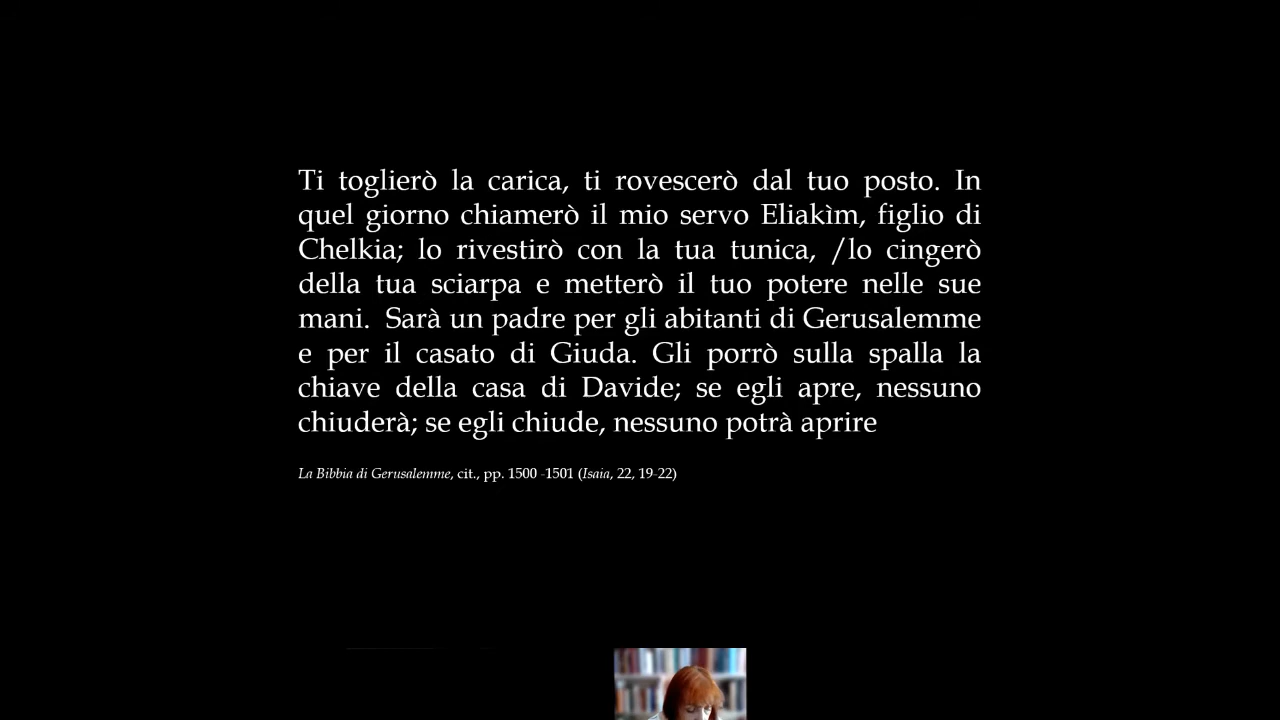 Ti toglierò la carica, ti rovescerò dal tuo posto. In
quel giorno chiamerò il mio servo Eliakìm, figlio di
Chelkia; lo rivestirò con la tua tunica, /lo cingerò
della tua sciarpa e metterò il tuo potere nelle sue
mani.  Sarà un padre per gli abitanti di Gerusalemme
e per il casato di Giuda. Gli porrò sulla spalla la
chiave della casa di Davide; se egli apre, nessuno
chiuderà; se egli chiude, nessuno potrà aprire
La Bibbia di Gerusalemme, cit., pp. 1500 -1501 (Isaia, 22, 19-22)